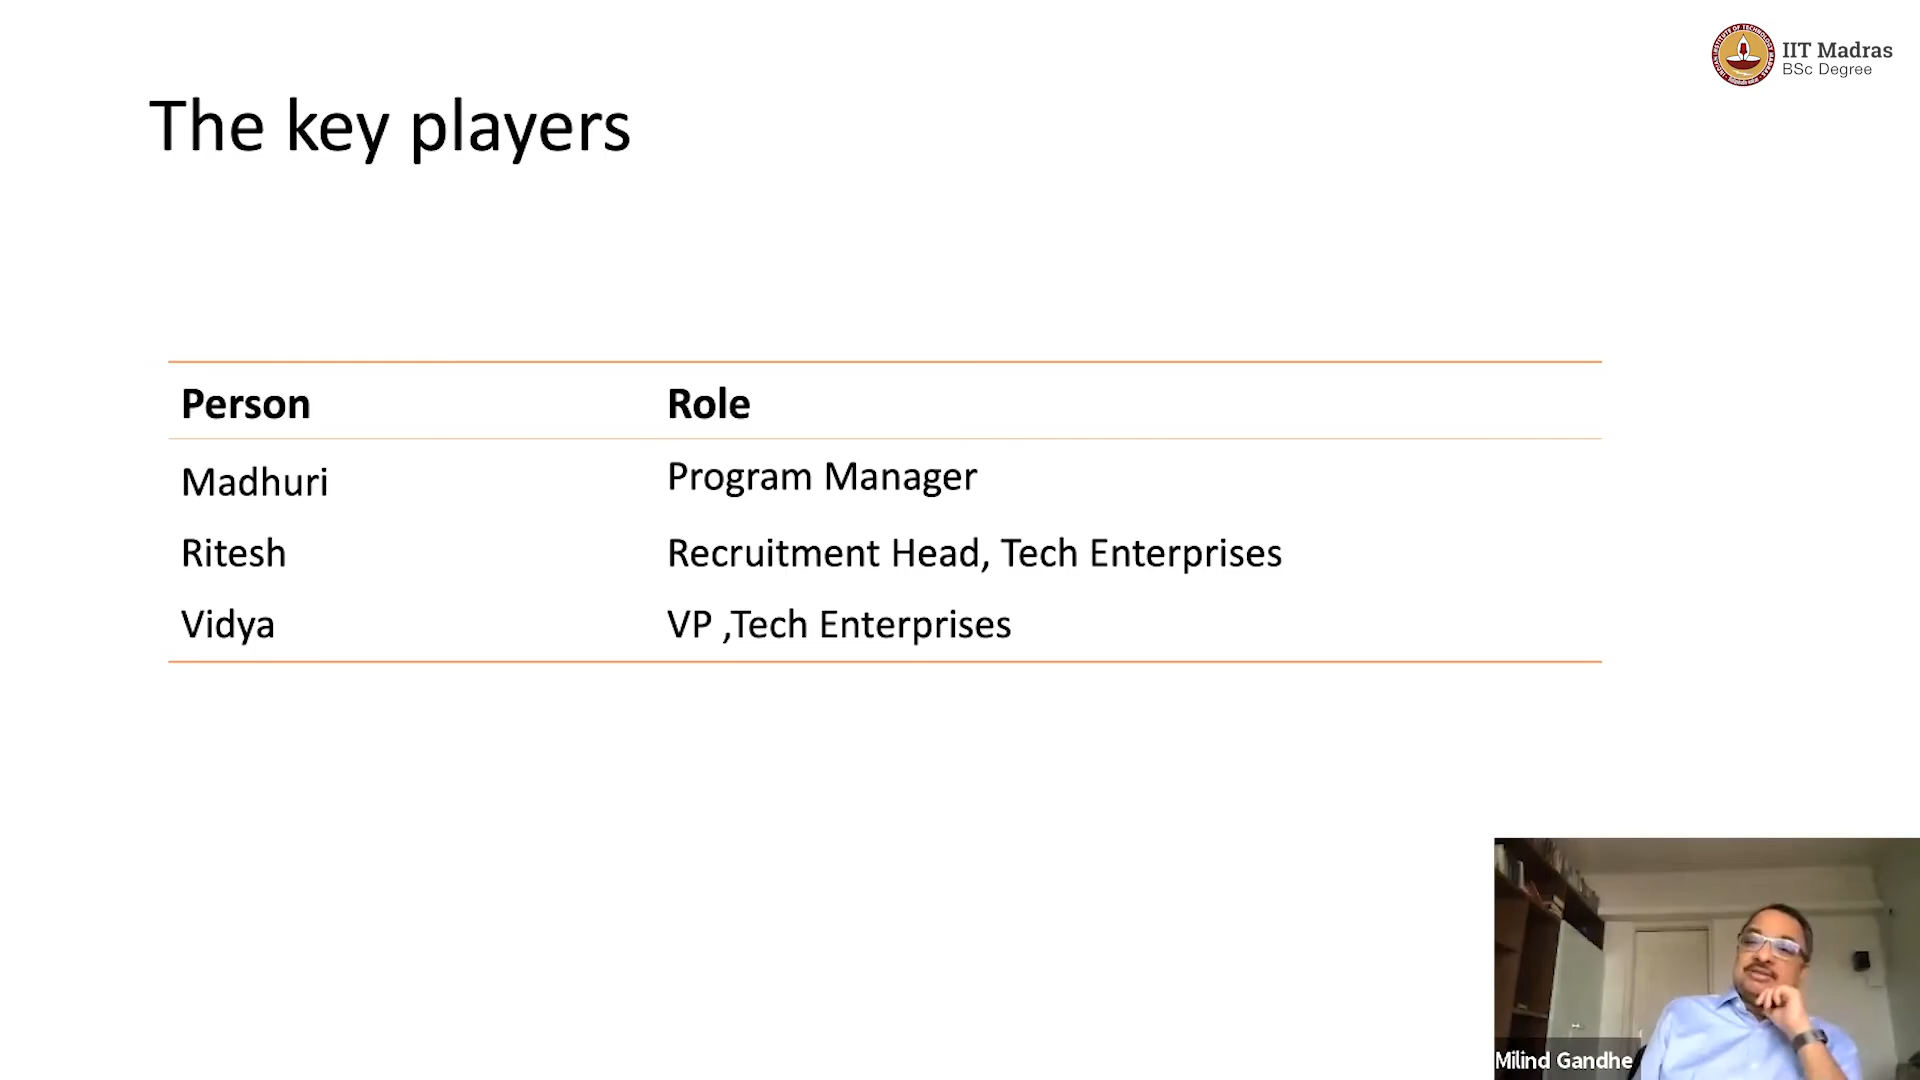 IIT Madras
BSc Degree
The key players
Person Role
Madhuri Program Manager
Ritesh Recruitment Head, Tech Enterprises
Vidya VP ,Tech Enterprises
Milind Gandhe